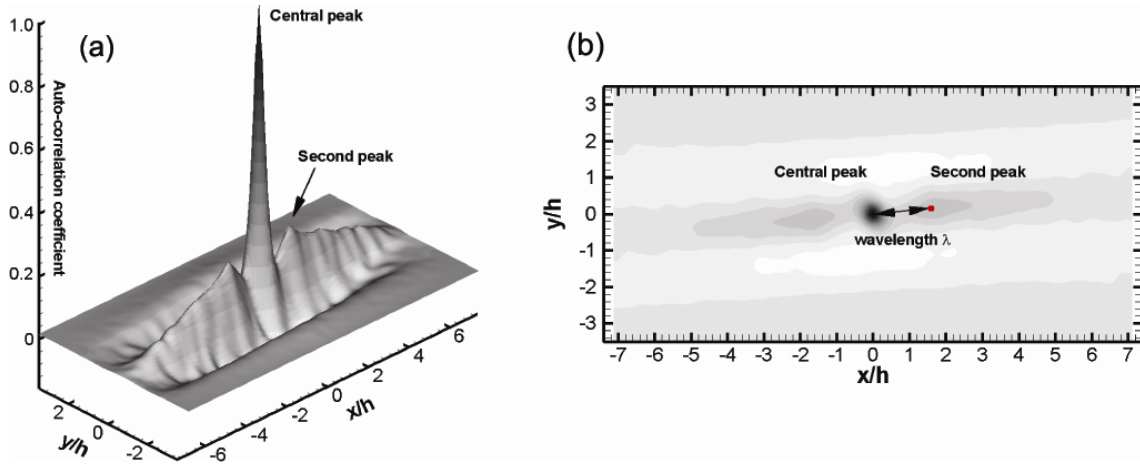 (a)
Central peak
Second peak
Auto-correlation coefficient
1.0
0.8
0.6
0.4
0.2
0
2
0
-2
y/h
-6
-4
-2
0
2
4
6
x/h
(b)
3
2
1
0
-1
-2
-3
y/h
Central peak
Second peak
wavelength λ
-7 -6 -5 -4 -3 -2 -1 0 1 2 3 4 5 6 7
x/h